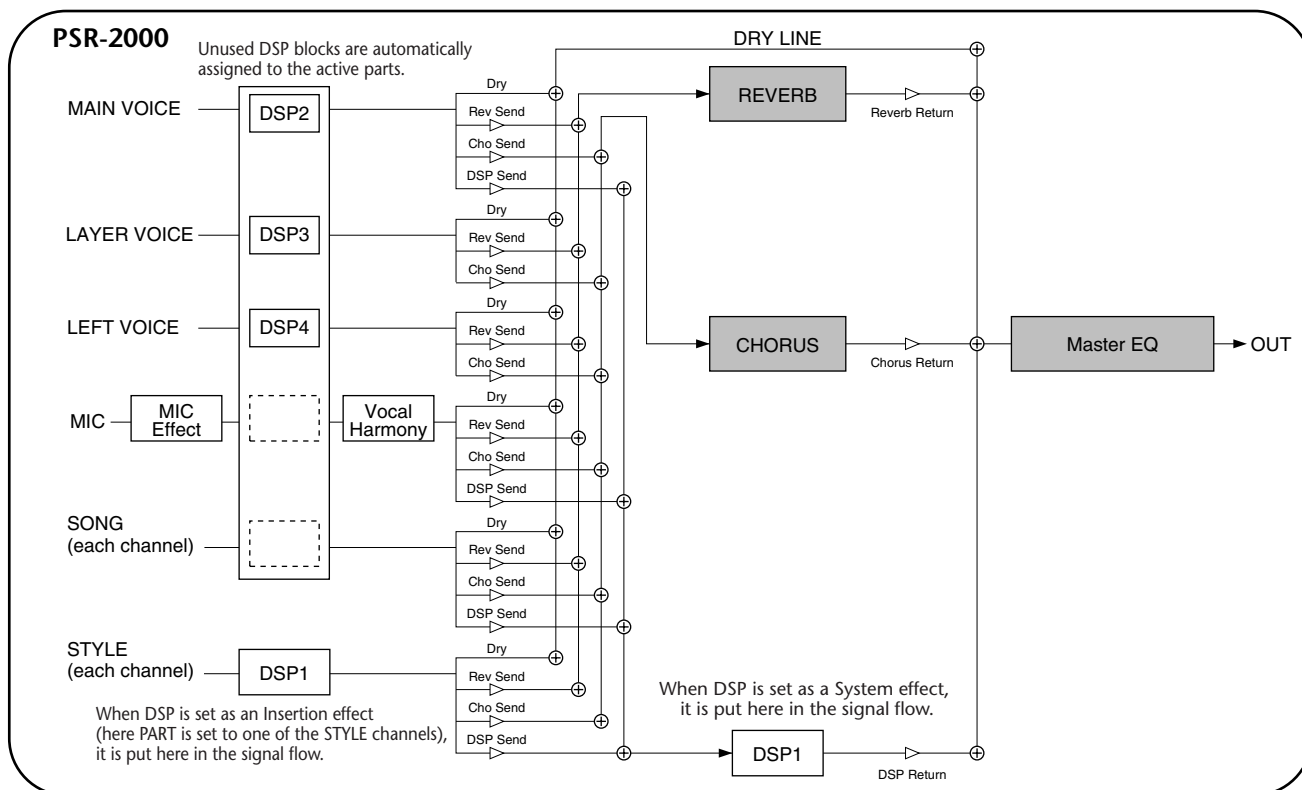 PSR-2000
Unused DSP blocks are automatically
assigned to the active parts.
DRY LINE
MAIN VOICE
DSP2
Dry
Rev Send
Cho Send
DSP Send
REVERB
Reverb Return
LAYER VOICE
DSP3
Dry
Rev Send
Cho Send
LEFT VOICE
DSP4
Dry
Rev Send
Cho Send
CHORUS
Chorus Return
Master EQ
OUT
MIC
MIC
Effect
Vocal
Harmony
Dry
Rev Send
Cho Send
DSP Send
SONG
(each channel)
Dry
Rev Send
Cho Send
DSP Send
STYLE
(each channel)
DSP1
Dry
Rev Send
Cho Send
DSP Send
When DSP is set as an Insertion effect
(here PART is set to one of the STYLE channels),
it is put here in the signal flow.
When DSP is set as a System effect,
it is put here in the signal flow.
DSP1
DSP Return